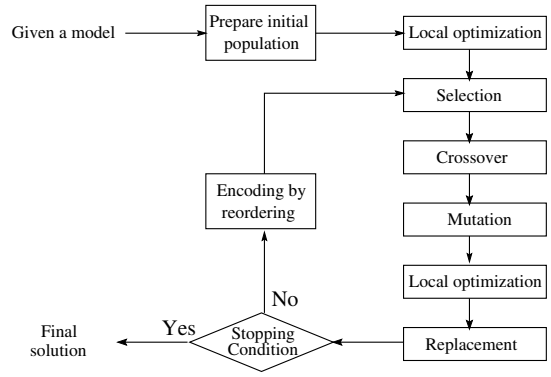 Given a model
Prepare initial
population
Local optimization
Selection
Crossover
Encoding by
reordering
Mutation
Local optimization
No
Yes
Final
solution
Stopping
Condition
Replacement